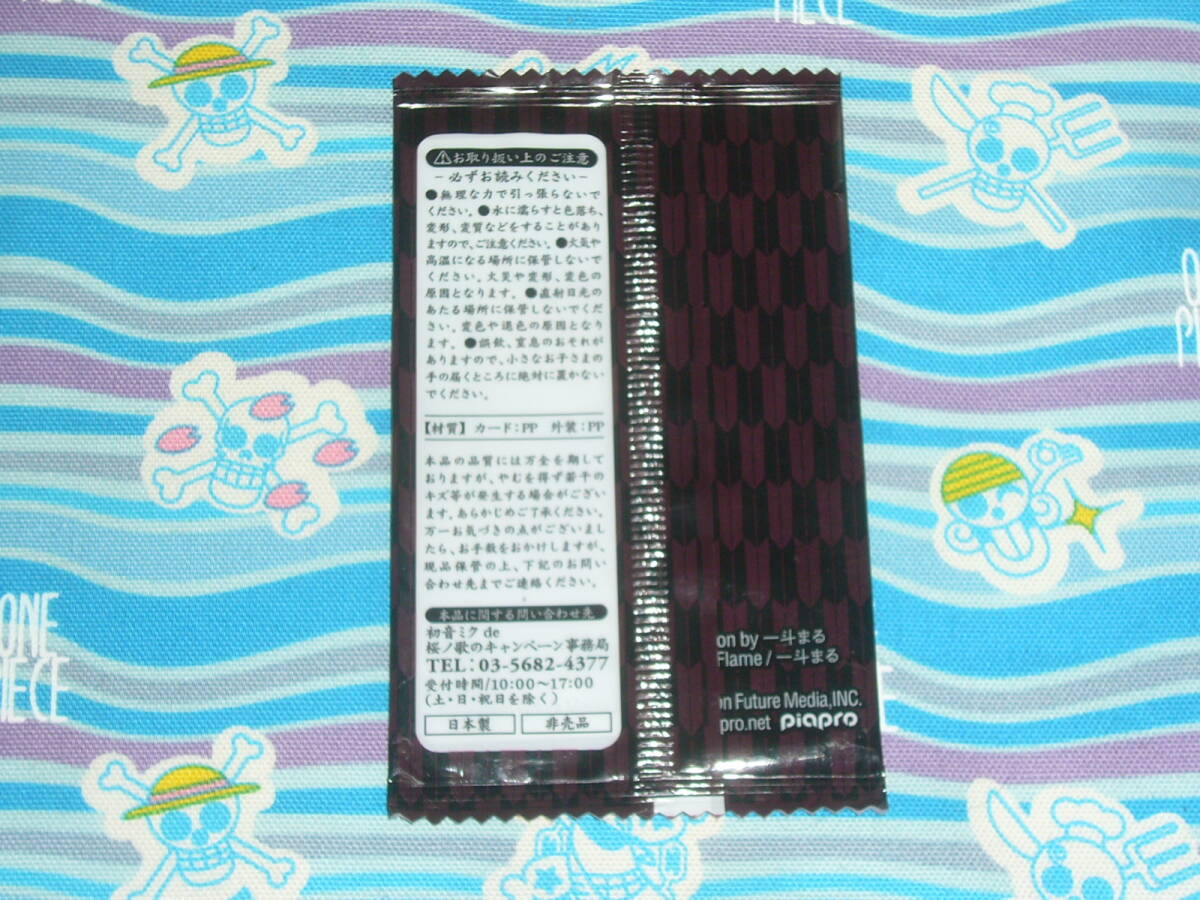 お取り扱い上のご注意
－必ずお読みください－
●無理な力で引っ張らないで
ください。●水に濡らすと色落ち、
変形、変質などをすることがあり
ますので、ご注意ください。●火気や
高温になる場所に保管しないで
ください。火災や変形、変色の
原因となります。●直射日光の
あたる場所に保管しないでくださ
い。変色や退色の原因となり
ます。●誤飲、窒息のおそれが
ありますので、小さなお子さまの
手の届くところに絶対に置かない
でください。
【材質】カード：PP 外装：PP
本品の品質には万全を期して
おりますが、やむを得ず若干の
キズ等が発生する場合がござい
ます。あらかじめご了承ください。
万一お気づきの点がございまし
たら、お手数をおかけしますが、
現品保管の上、下記のお問い
合わせ先までご連絡ください。
本品に関する問い合わせ先
初音ミク de
桜ノ歌のキャンペーン事務局
TEL：03-5682-4377
受付時間/10:00〜17:00
（土・日・祝日を除く）
日本製 非売品
on by 一斗まる
Flame / 一斗まる
on Future Media,INC.
pro.net piapro
ONE
PIECE